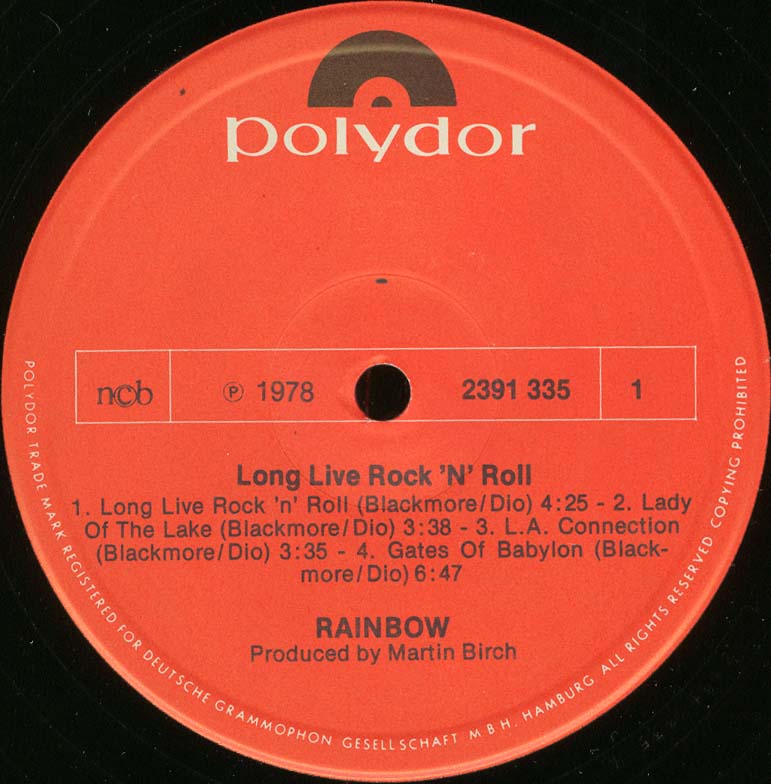 polydor
ncb
℗ 1978
2391 335
1
Long Live Rock 'N' Roll
1. Long Live Rock 'n' Roll (Blackmore/Dio) 4:25 - 2. Lady
Of The Lake (Blackmore/Dio) 3:38 - 3. L.A. Connection
(Blackmore/Dio) 3:35 - 4. Gates Of Babylon (Black-
more/Dio) 6:47
RAINBOW
Produced by Martin Birch
POLYDOR TRADE MARK REGISTERED FOR DEUTSCHE GRAMMOPHON GESELLSCHAFT M B H. HAMBURG ALL RIGHTS RESERVED COPYING PROHIBITED